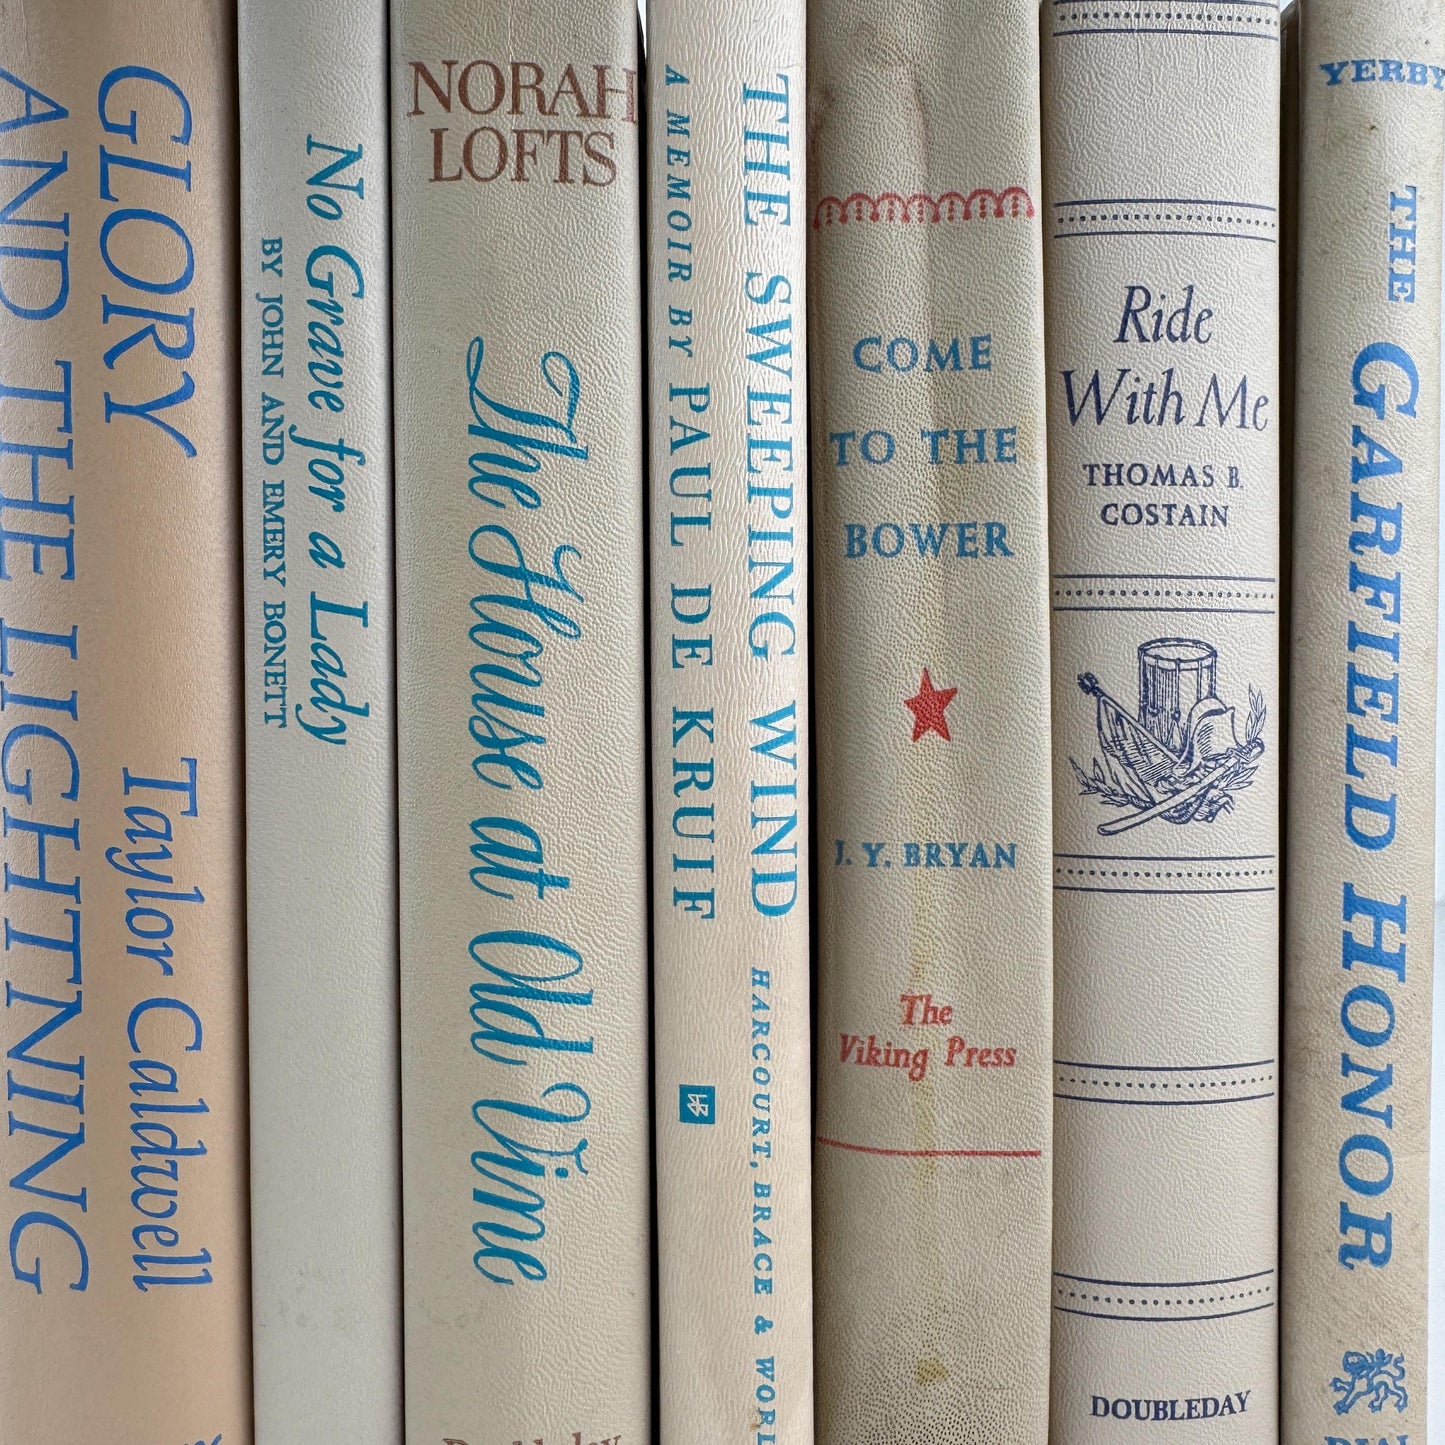 GLORY
AND THE LIGHTNING
Taylor Caldwell
No Grave for a Lady
BY JOHN AND EMERY BONETT
NORAH
LOFTS
The House at Old Vine
THE SWEEPING WIND
A MEMOIR BY PAUL DE KRUIF
HB
HARCOURT, BRACE & WORL
COME
TO THE
BOWER
J. Y. BRYAN
The
Viking Press
Ride
With Me
THOMAS B.
COSTAIN
DOUBLEDAY
YERBY
THE GARFIELD HONOR